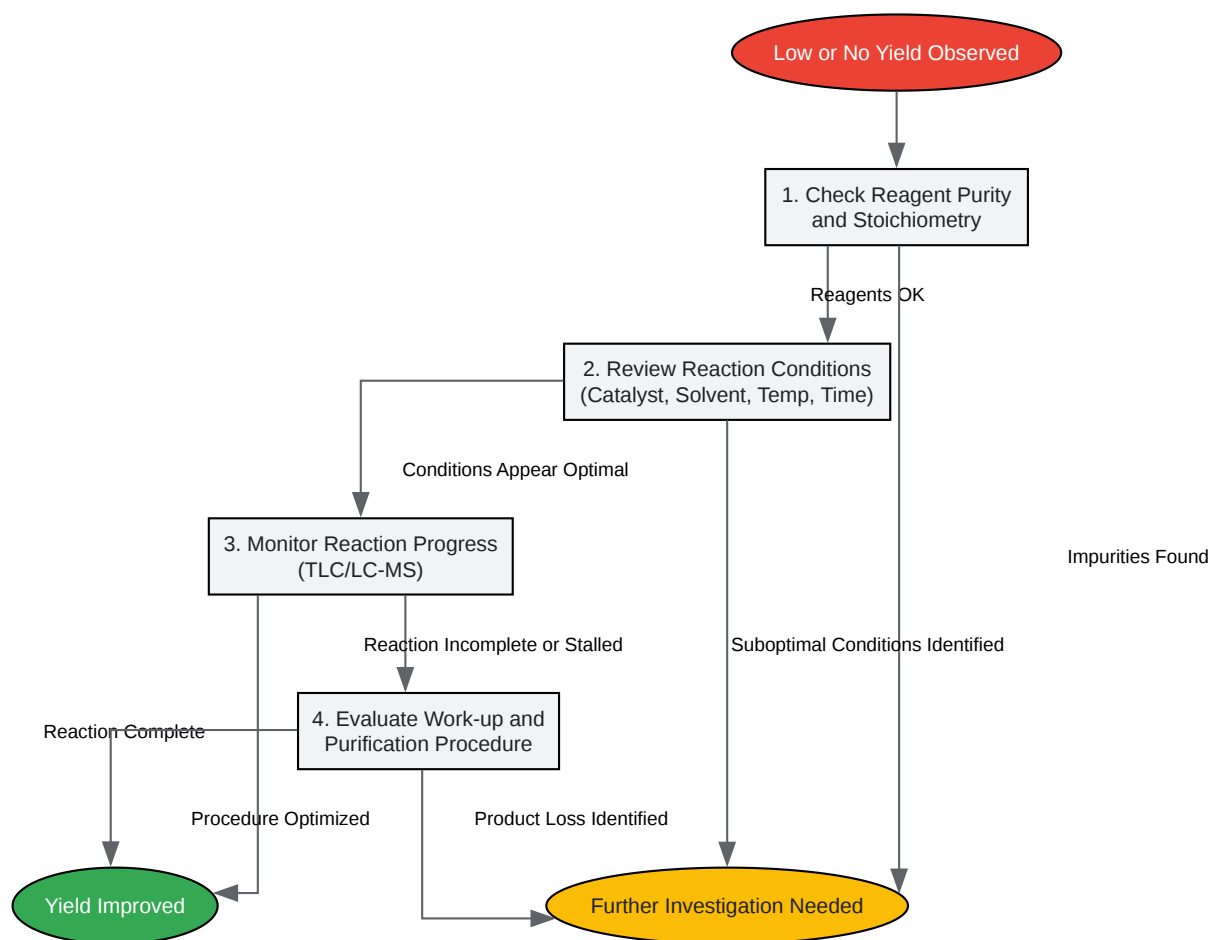 Low or No Yield Observed
1. Check Reagent Purity
and Stoichiometry
Reagents OK
2. Review Reaction Conditions
(Catalyst, Solvent, Temp, Time)
Conditions Appear Optimal
3. Monitor Reaction Progress
(TLC/LC-MS)
Impurities Found
Reaction Incomplete or Stalled
Suboptimal Conditions Identified
4. Evaluate Work-up and
Purification Procedure
Reaction Complete
Procedure Optimized
Product Loss Identified
Yield Improved
Further Investigation Needed